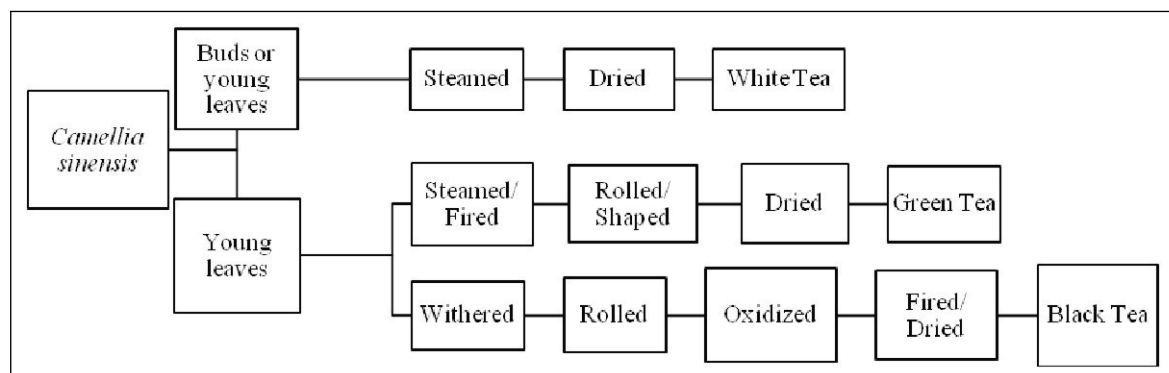 Camellia
sinensis
Buds or
young
leaves
Steamed
Dried
White Tea
Young
leaves
Steamed/
Fired
Rolled/
Shaped
Dried
Green Tea
Withered
Rolled
Oxidized
Fired/
Dried
Black Tea